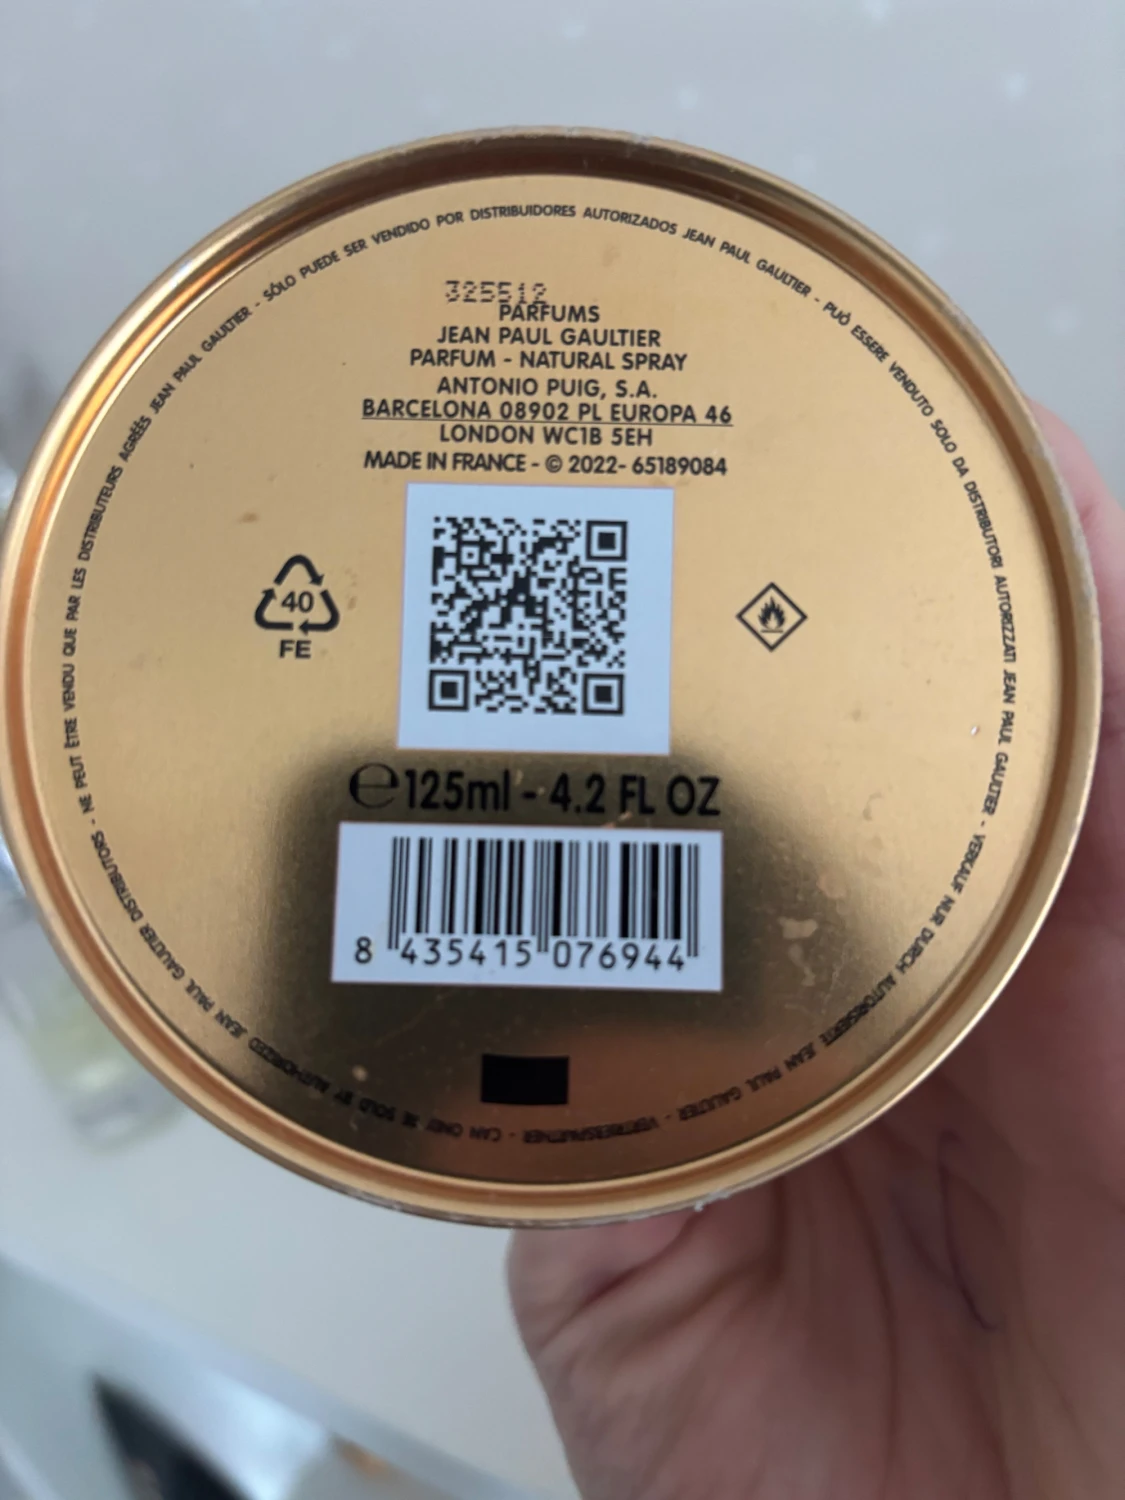 325512
PARFUMS
JEAN PAUL GAULTIER
PARFUM - NATURAL SPRAY
ANTONIO PUIG, S.A.
BARCELONA 08902 PL EUROPA 46
LONDON WC1B 5EH
MADE IN FRANCE - © 2022- 65189084
40
FE
℮125ml - 4.2 FL OZ
8 435415 076944
NE PEUT ÊTRE VENDU QUE PAR LES DISTRIBUTEURS AGRÉÉS JEAN PAUL GAULTIER - SÓLO PUEDE SER VENDIDO POR DISTRIBUIDORES AUTORIZADOS JEAN PAUL GAULTIER - PUÒ ESSERE VENDUTO SOLO DA DISTRIBUTORI AUTORIZZATI JEAN PAUL GAULTIER - VERKAUF NUR DURCH AUTORISIERTE JEAN PAUL GAULTIER - VERTRIEBSPARTNER - CAN ONLY BE SOLD BY AUTHORIZED JEAN PAUL GAULTIER DISTRIBUTORS -